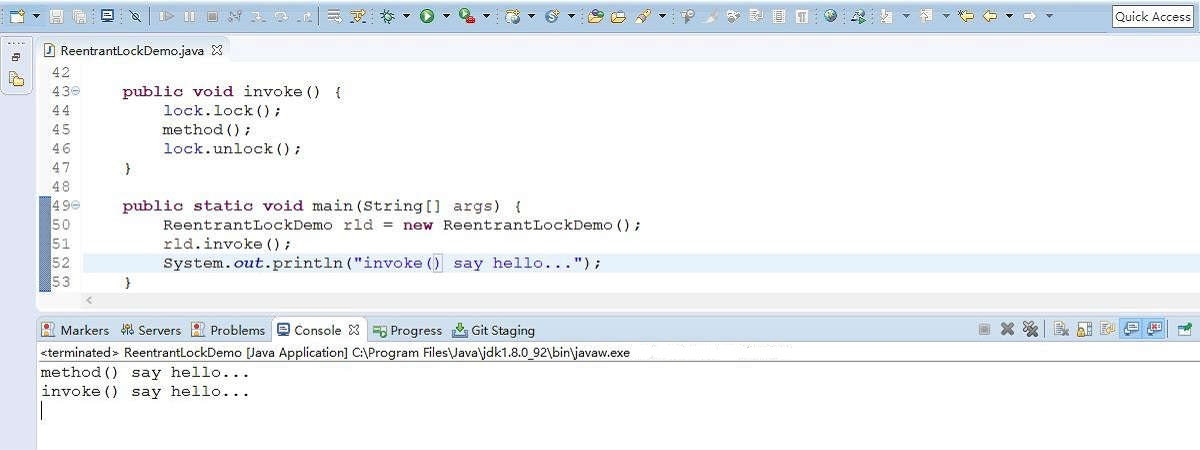 Quick Access
ReentrantLockDemo.java
42
43 public void invoke() {
44 lock.lock();
45 method();
46 lock.unlock();
47 }
48
49 public static void main(String[] args) {
50 ReentrantLockDemo rld = new ReentrantLockDemo();
51 rld.invoke();
52 System.out.println("invoke() say hello...");
53 }
Markers Servers Problems Console Progress Git Staging
<terminated> ReentrantLockDemo [Java Application] C:\Program Files\Java\jdk1.8.0_92\bin\javaw.exe
method() say hello...
invoke() say hello...